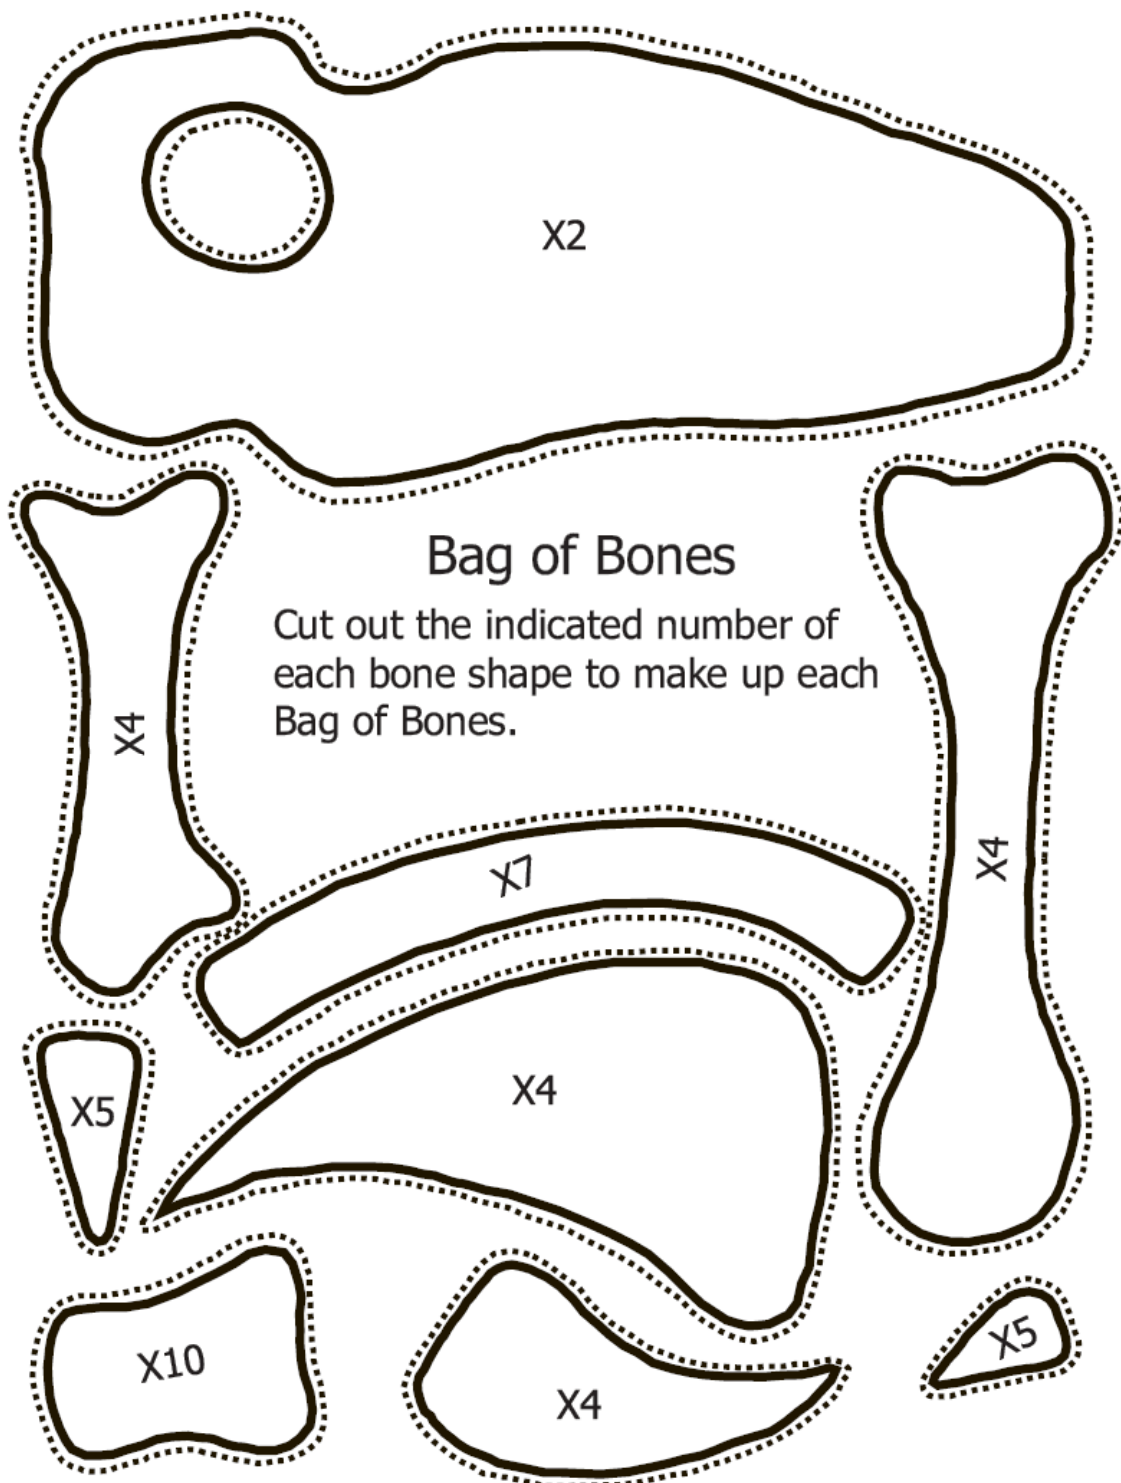 X2
Bag of Bones
Cut out the indicated number of
each bone shape to make up each
Bag of Bones.
X4
X4
X7
X5
X4
X10
X4
X5